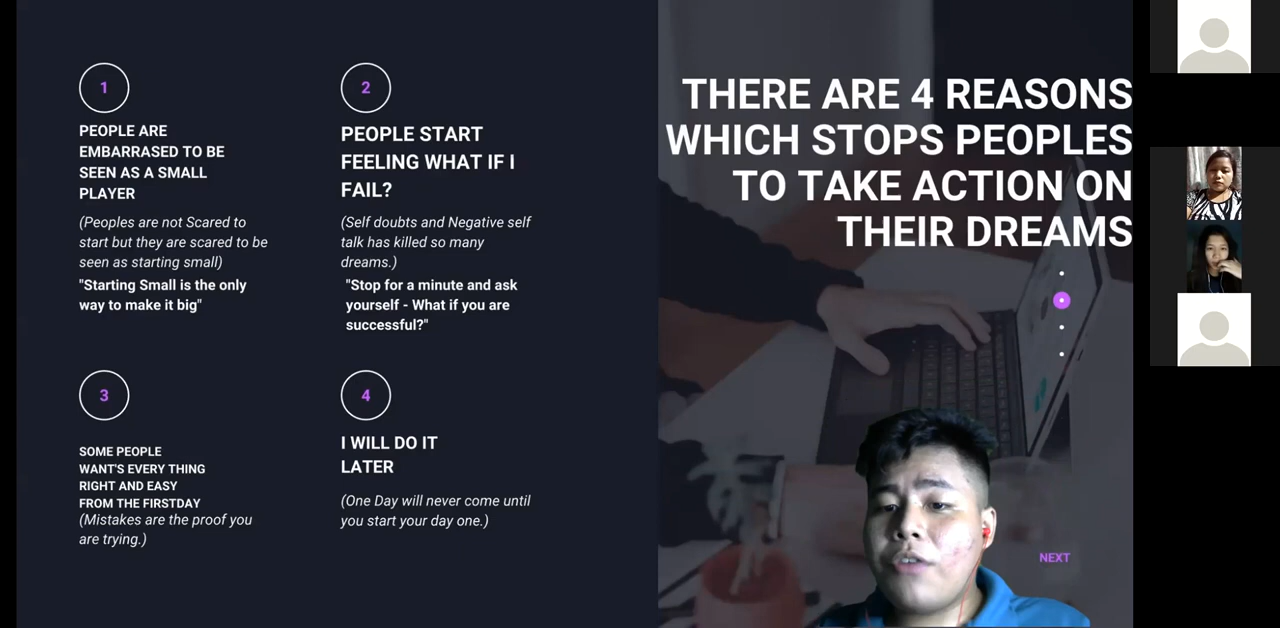 1
PEOPLE ARE
EMBARRASED TO BE
SEEN AS A SMALL
PLAYER
(Peoples are not Scared to
start but they are scared to be
seen as starting small)
"Starting Small is the only
way to make it big"
2
PEOPLE START
FEELING WHAT IF I
FAIL?
(Self doubts and Negative self
talk has killed so many
dreams.)
"Stop for a minute and ask
yourself - What if you are
successful?"
3
SOME PEOPLE
WANT'S EVERY THING
RIGHT AND EASY
FROM THE FIRSTDAY
(Mistakes are the proof you
are trying.)
4
I WILL DO IT
LATER
(One Day will never come until
you start your day one.)
THERE ARE 4 REASONS
WHICH STOPS PEOPLES
TO TAKE ACTION ON
THEIR DREAMS
NEXT